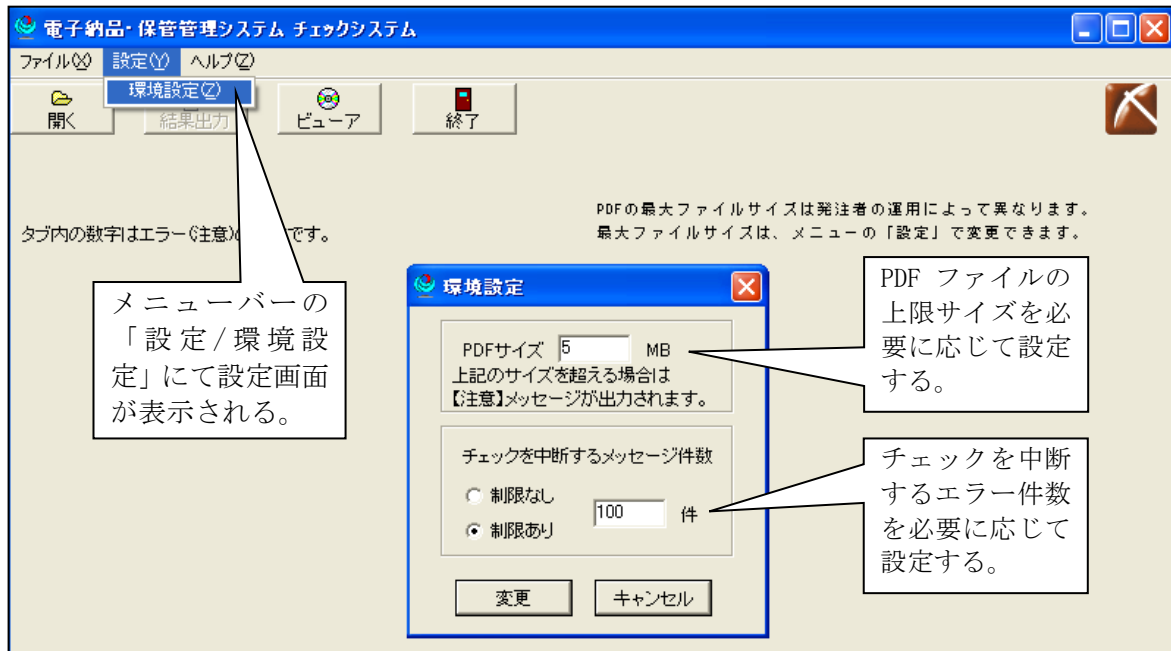 電子納品・保管管理システム チェックシステム
ファイル(X) 設定(Y) ヘルプ(Z)
環境設定(Z)
開く 結果出力 ビューア 終了
PDFの最大ファイルサイズは発注者の運用によって異なります。
最大ファイルサイズは、メニューの「設定」で変更できます。
タブ内の数字はエラー(注意)です。
メニューバーの
「設定/環境設
定」にて設定画面
が表示される。
環境設定
PDFサイズ 5 MB
上記のサイズを超える場合は
【注意】メッセージが出力されます。
PDF ファイルの
上限サイズを必
要に応じて設定
する。
チェックを中断するメッセージ件数
制限なし
100 件
制限あり
チェックを中断
するエラー件数
を必要に応じて
設定する。
変更 キャンセル